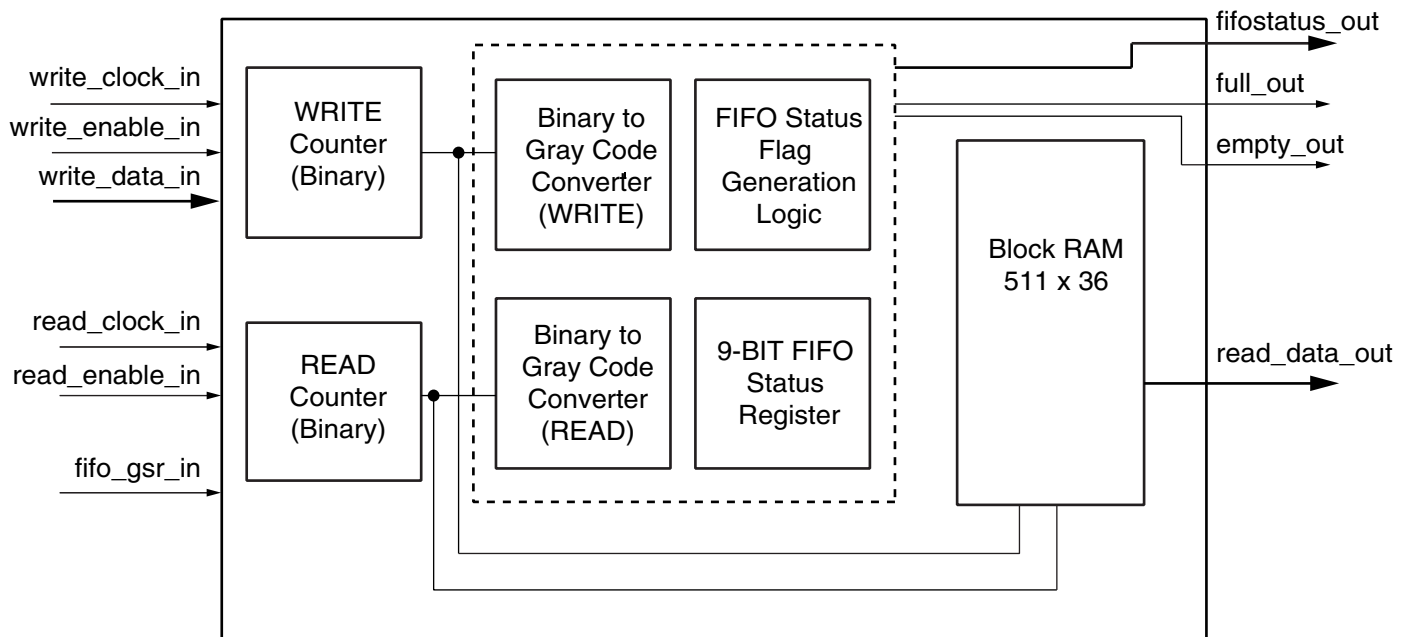 fifostatus_out
write_clock_in
full_out
write_enable_in
empty_out
write_data_in
WRITE
Counter
(Binary)
Binary to
Gray Code
Converter
(WRITE)
FIFO Status
Flag
Generation
Logic
Block RAM
511 x 36
read_clock_in
read_enable_in
READ
Counter
(Binary)
Binary to
Gray Code
Converter
(READ)
9-BIT FIFO
Status
Register
read_data_out
fifo_gsr_in